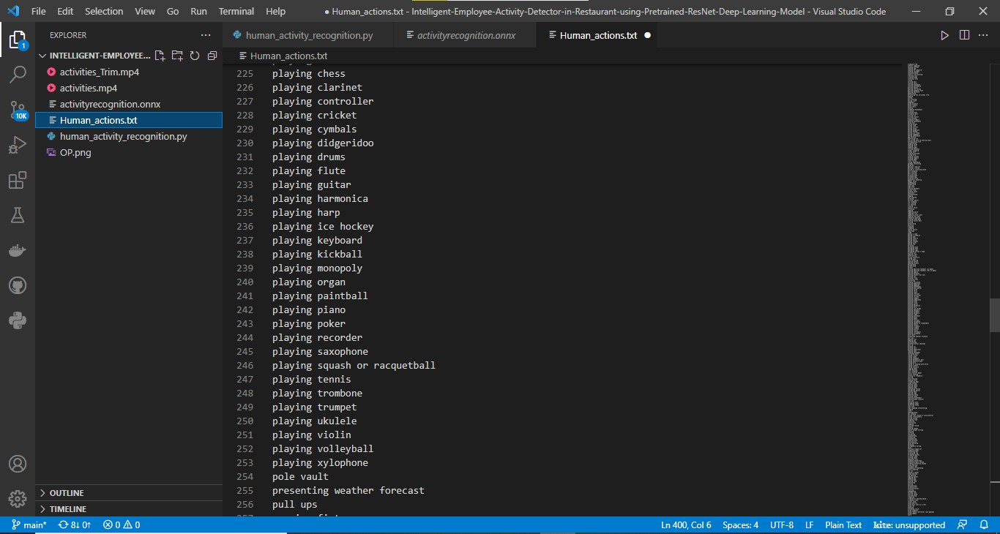 File Edit Selection View Go Run Terminal Help ● Human_actions.txt - Intelligent-Employee-Activity-Detector-in-Restaurant-using-Pretrained-ResNet-Deep-Learning-Model - Visual Studio Code
EXPLORER
INTELLIGENT-EMPLOYEE...
activities_Trim.mp4
activities.mp4
activityrecognition.onnx
Human_actions.txt
human_activity_recognition.py
OP.png
OUTLINE
TIMELINE
1
10K
human_activity_recognition.py activityrecognition.onnx Human_actions.txt ●
Human_actions.txt
225 playing chess
226 playing clarinet
227 playing controller
228 playing cricket
229 playing cymbals
230 playing didgeridoo
231 playing drums
232 playing flute
233 playing guitar
234 playing harmonica
235 playing harp
236 playing ice hockey
237 playing keyboard
238 playing kickball
239 playing monopoly
240 playing organ
241 playing paintball
242 playing piano
243 playing poker
244 playing recorder
245 playing saxophone
246 playing squash or racquetball
247 playing tennis
248 playing trombone
249 playing trumpet
250 playing ukulele
251 playing violin
252 playing volleyball
253 playing xylophone
254 pole vault
255 presenting weather forecast
256 pull ups
main* 8↓ 0↑ 0 0 Ln 400, Col 6 Spaces: 4 UTF-8 LF Plain Text kite: unsupported